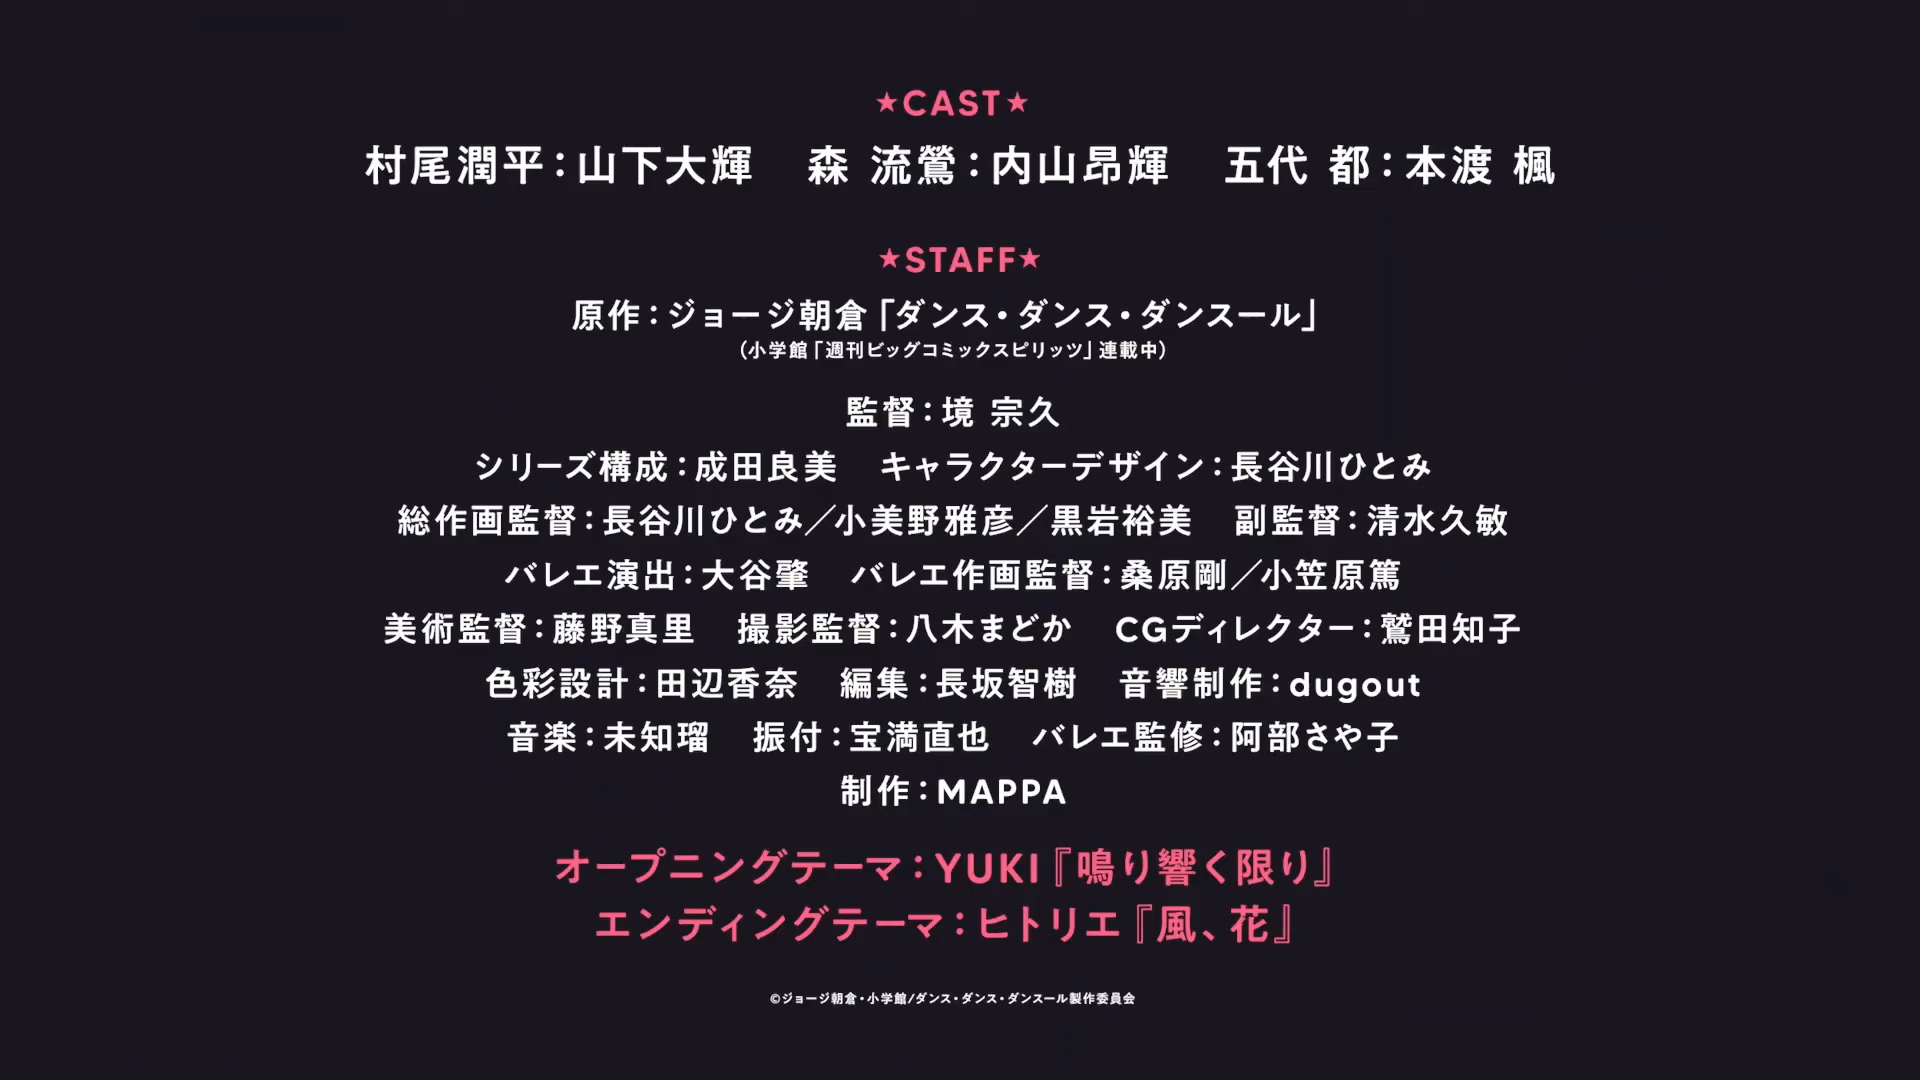 ★CAST★
村尾潤平：山下大輝　森 流鶯：内山昂輝　五代 都：本渡 楓
★STAFF★
原作：ジョージ朝倉「ダンス・ダンス・ダンスール」
（小学館「週刊ビッグコミックスピリッツ」連載中）
監督：境 宗久
シリーズ構成：成田良美　キャラクターデザイン：長谷川ひとみ
総作画監督：長谷川ひとみ／小美野雅彦／黒岩裕美　副監督：清水久敏
バレエ演出：大谷肇　バレエ作画監督：桑原剛／小笠原篤
美術監督：藤野真里　撮影監督：八木まどか　CGディレクター：鷲田知子
色彩設計：田辺香奈　編集：長坂智樹　音響制作：dugout
音楽：未知瑠　振付：宝満直也　バレエ監修：阿部さや子
制作：MAPPA
オープニングテーマ：YUKI『鳴り響く限り』
エンディングテーマ：ヒトリエ『風、花』
©ジョージ朝倉・小学館/ダンス・ダンス・ダンスール製作委員会